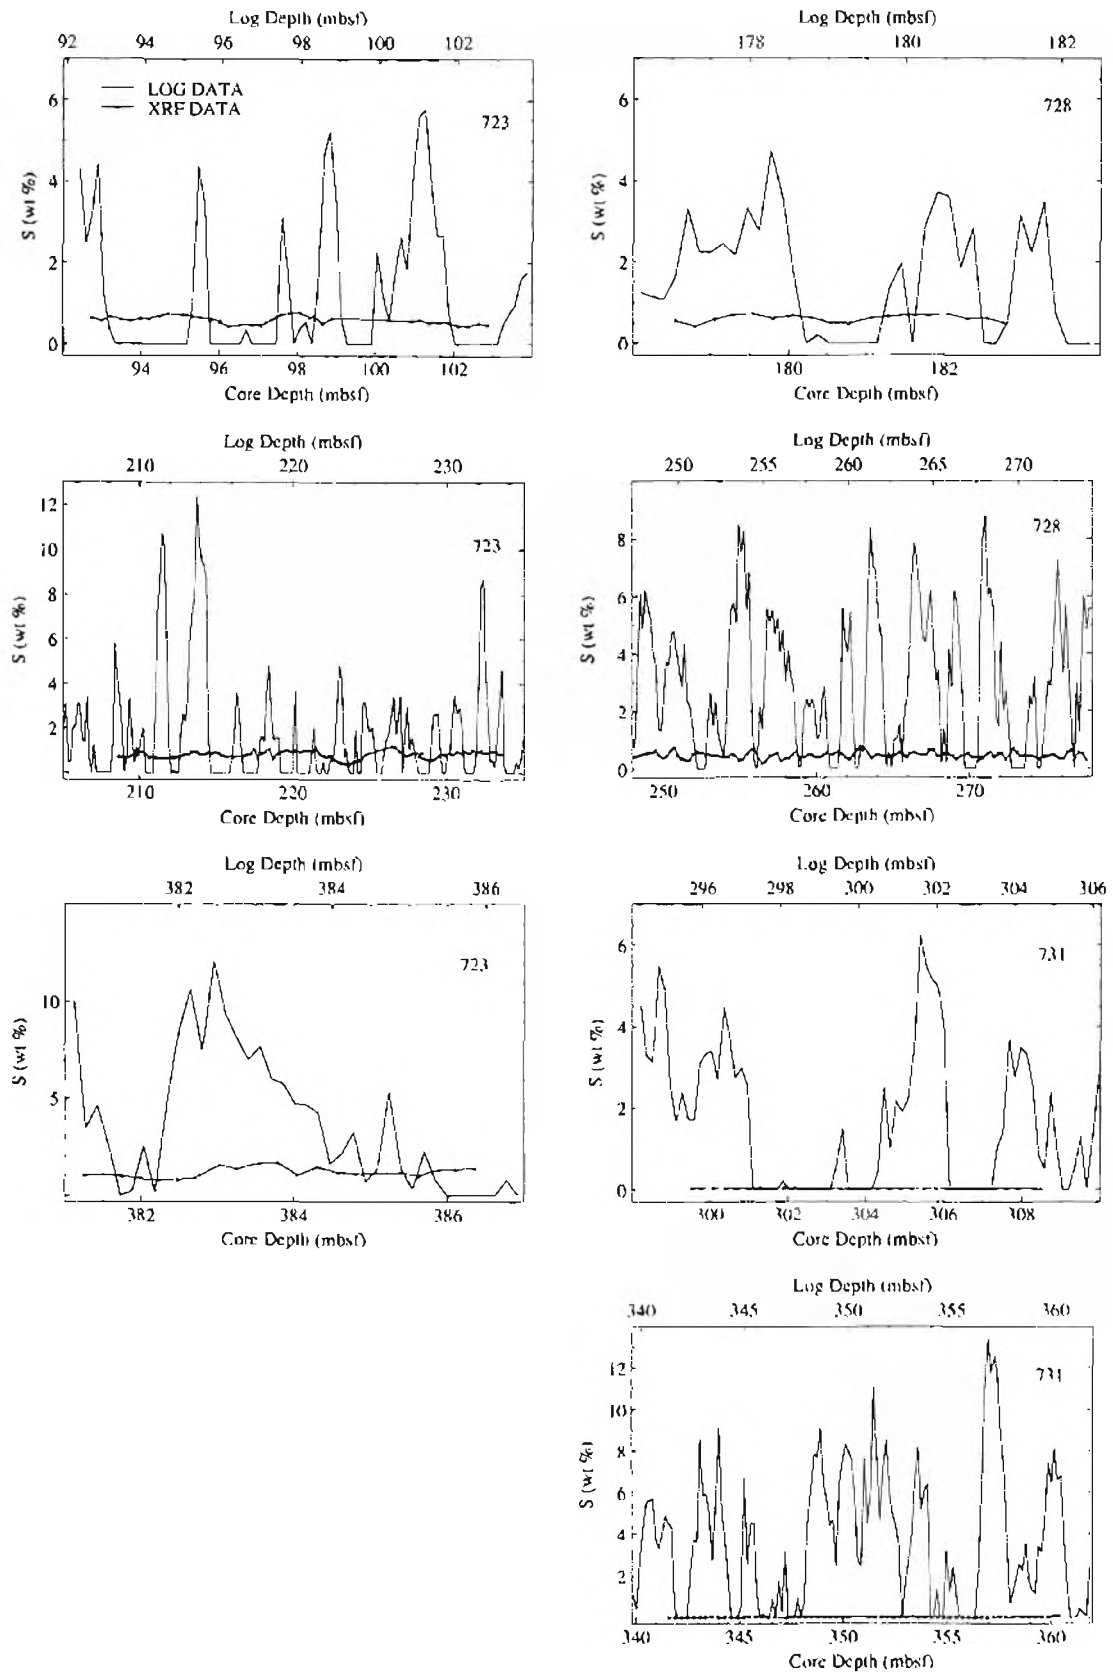 Log Depth (mbsf)
92 94 96 98 100 102
LOG DATA
XRF DATA
723
6
4
2
0
S (wt %)
94 96 98 100 102
Core Depth (mbsf)
Log Depth (mbsf)
178 180 182
728
6
4
2
0
S (wt %)
180 182
Core Depth (mbsf)
Log Depth (mbsf)
210 220 230
723
12
10
8
6
4
2
S (wt %)
210 220 230
Core Depth (mbsf)
Log Depth (mbsf)
250 255 260 265 270
728
8
6
4
2
0
S (wt %)
250 260 270
Core Depth (mbsf)
Log Depth (mbsf)
382 384 386
723
10
5
S (wt %)
382 384 386
Core Depth (mbsf)
Log Depth (mbsf)
296 298 300 302 304 306
731
6
4
2
0
S (wt %)
300 302 304 306 308
Core Depth (mbsf)
Log Depth (mbsf)
340 345 350 355 360
731
12
10
8
6
4
2
S (wt %)
340 345 350 355 360
Core Depth (mbsf)